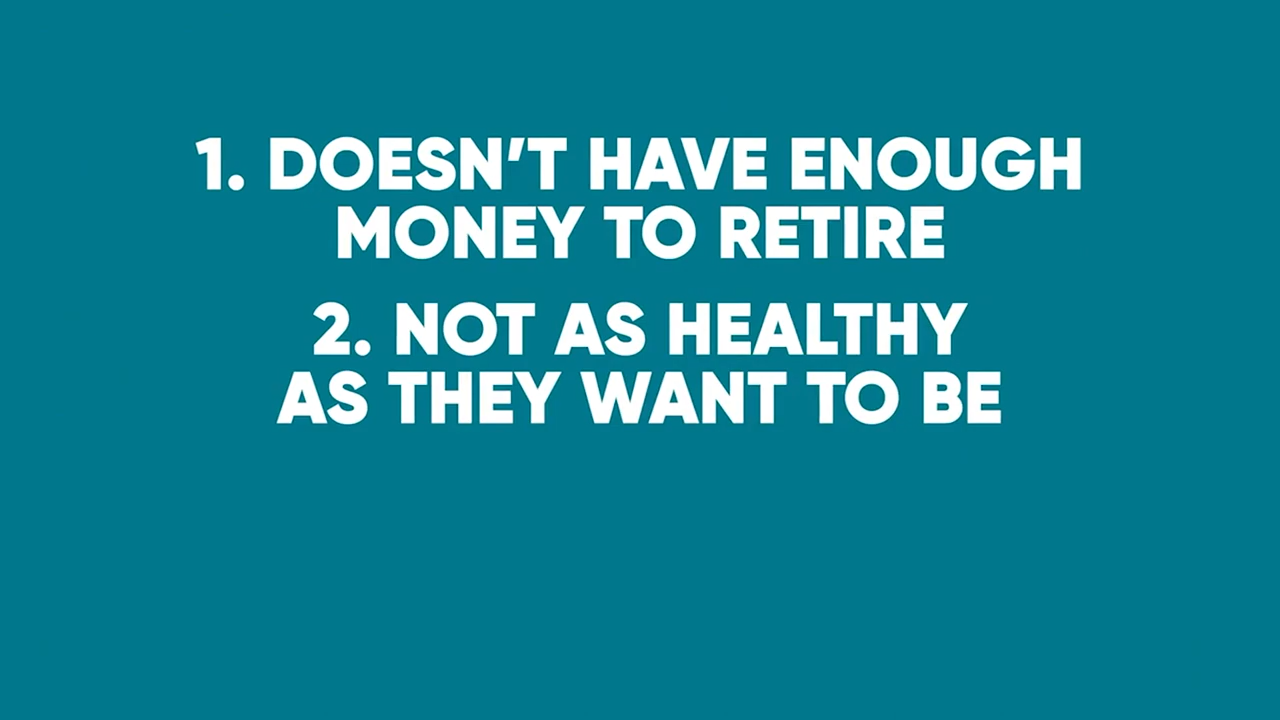 1. DOESN’T HAVE ENOUGH
MONEY TO RETIRE
2. NOT AS HEALTHY
AS THEY WANT TO BE